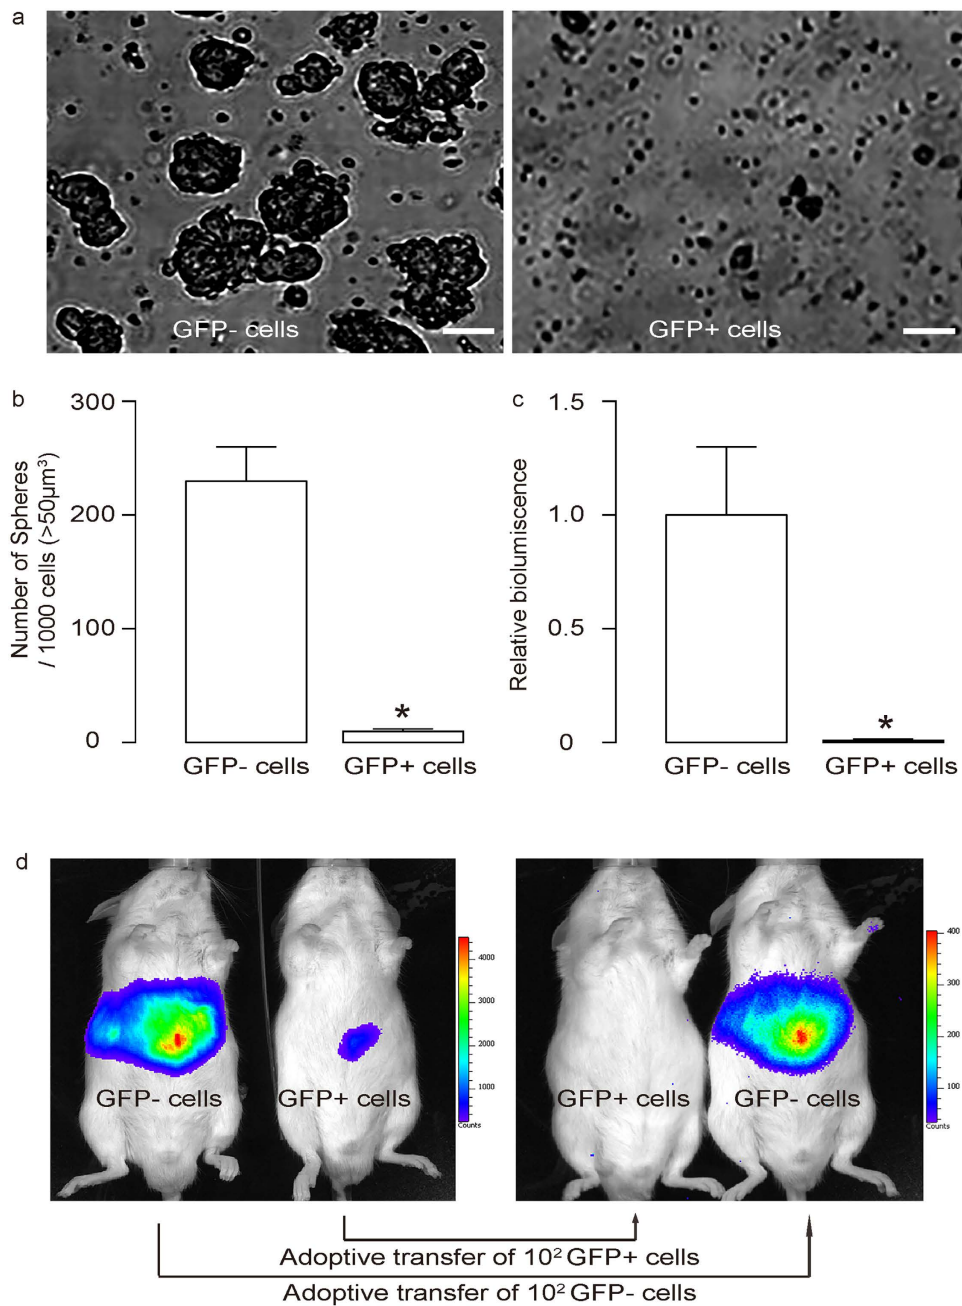 a
GFP- cells
GFP+ cells
b
300
200
100
0
Number of Spheres
/ 1000 cells (>50µm³)
*
GFP- cells
GFP+ cells
c
1.5
1.0
0.5
0
Relative biolumiscence
*
GFP- cells
GFP+ cells
d
GFP- cells
GFP+ cells
4000
3000
2000
1000
Counts
GFP+ cells
GFP- cells
400
300
200
100
Counts
Adoptive transfer of 10² GFP+ cells
Adoptive transfer of 10² GFP- cells